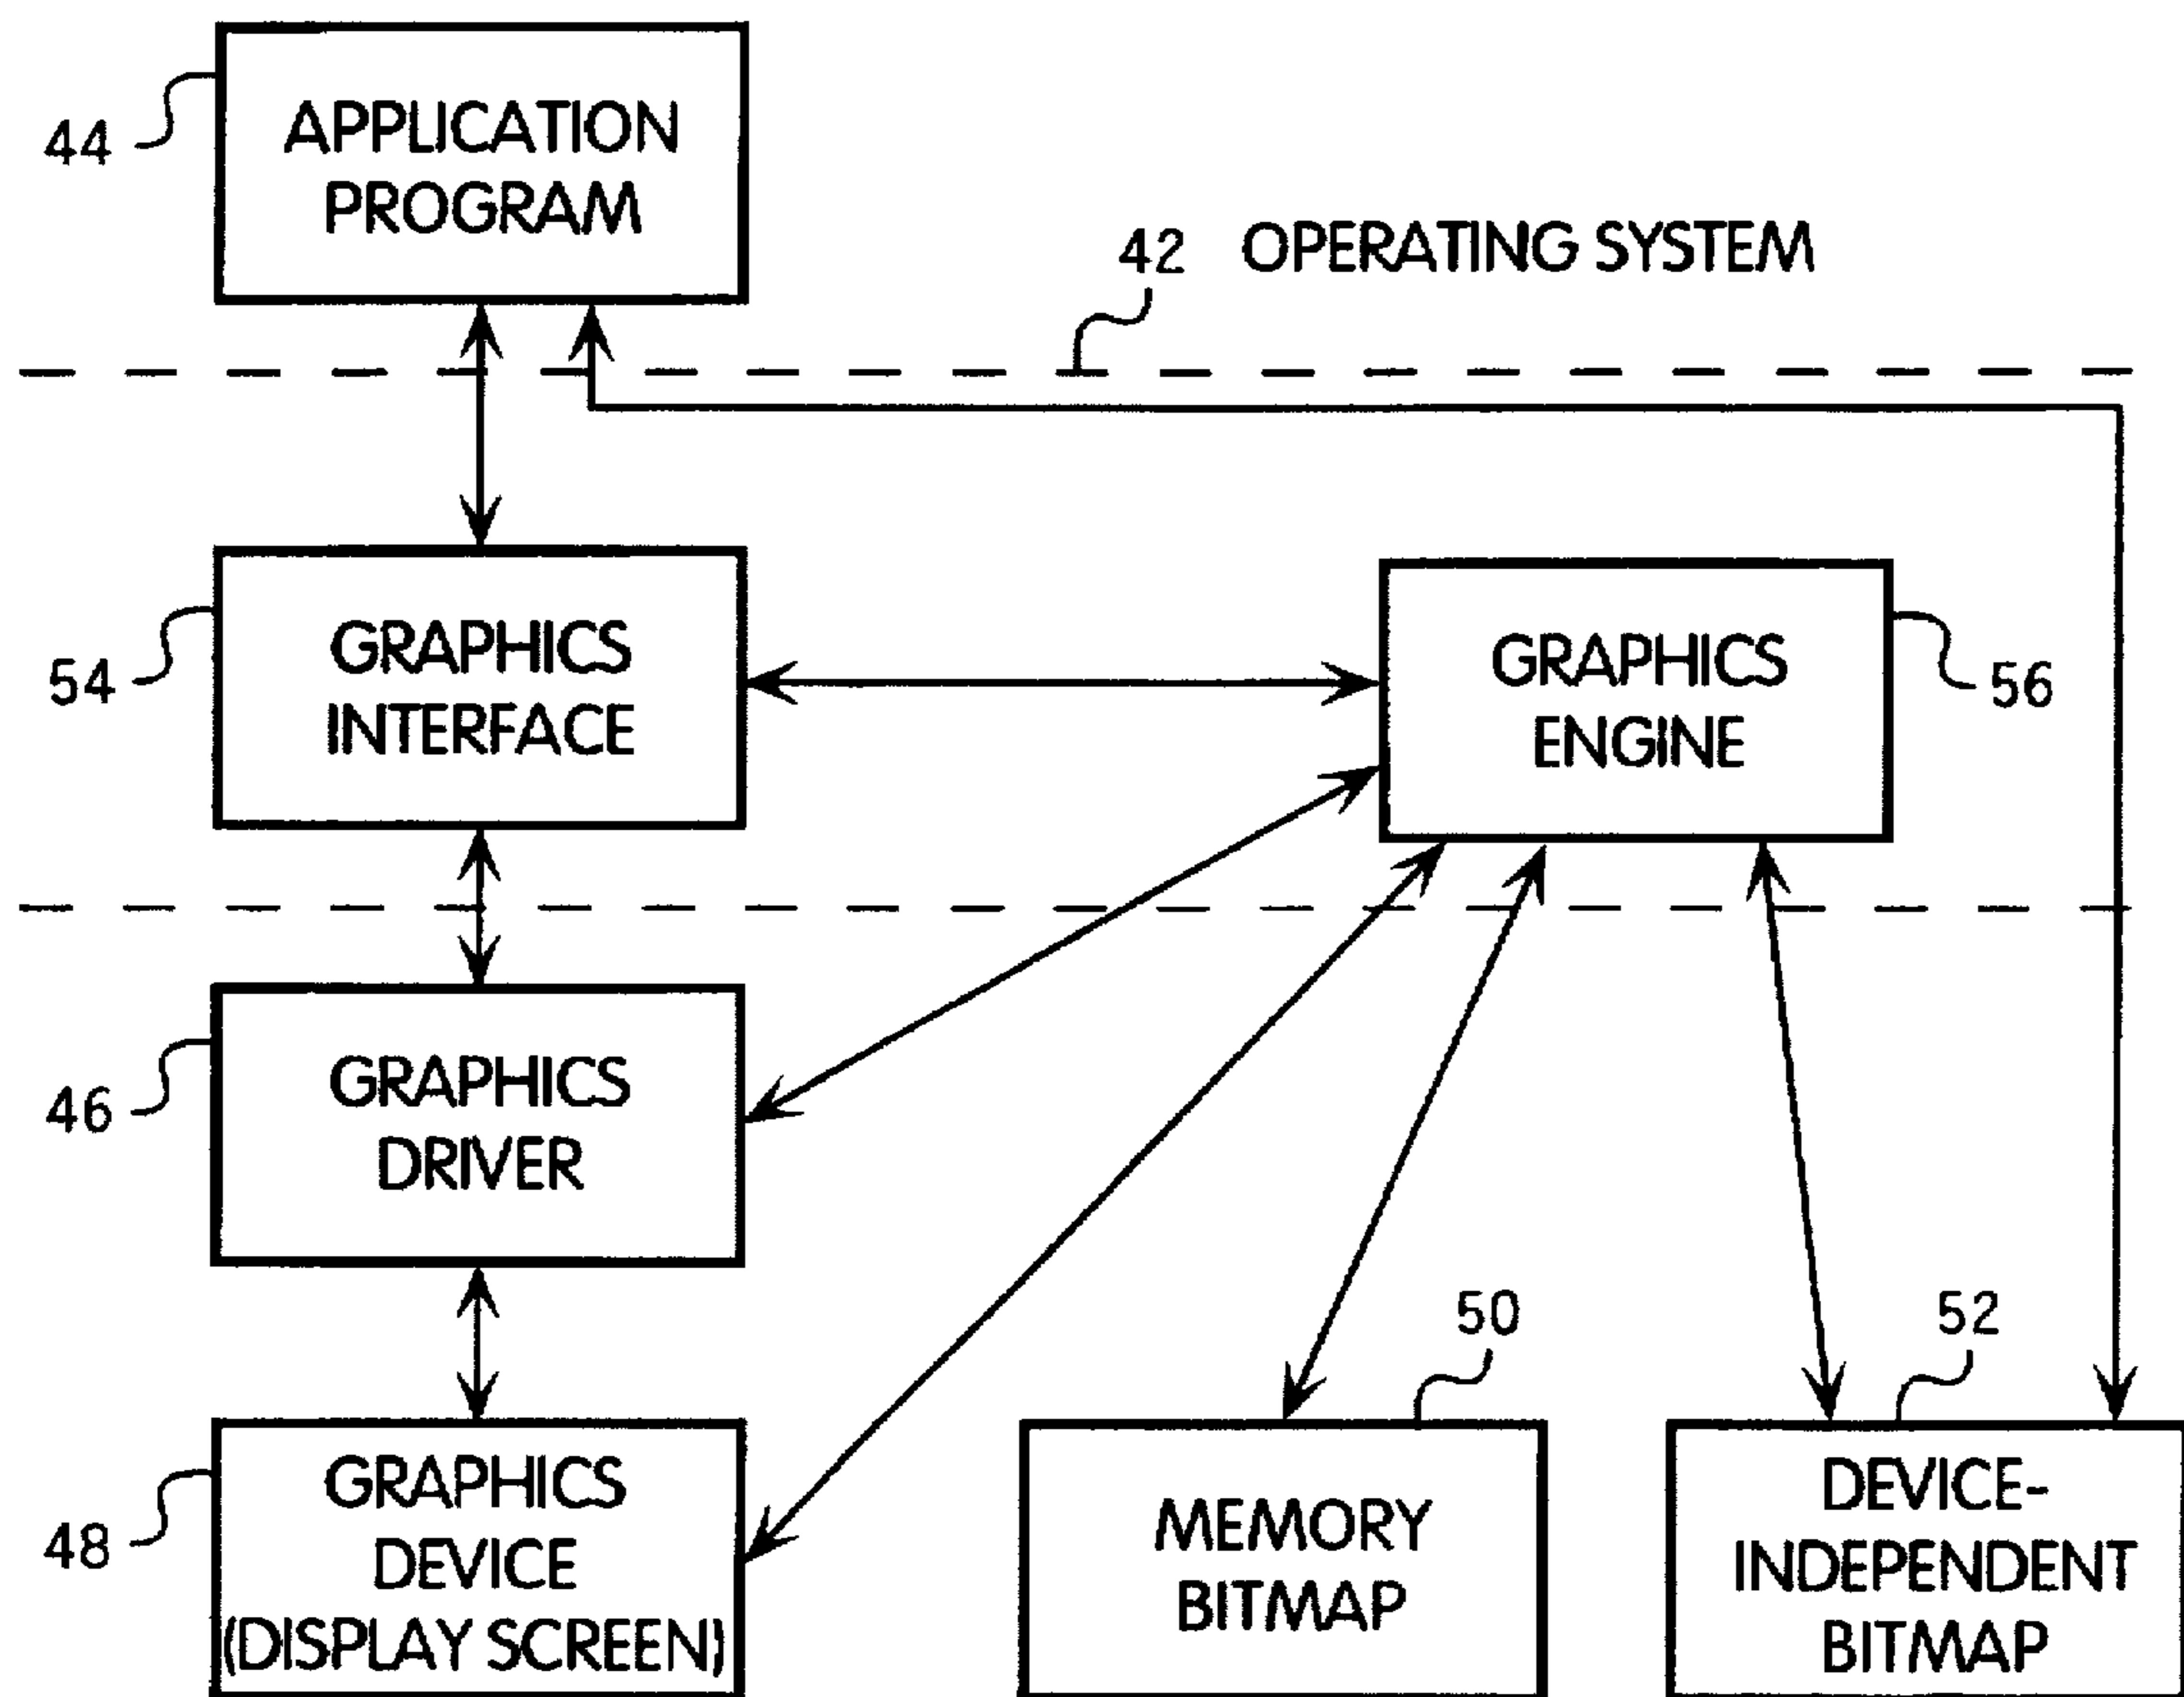 44
APPLICATION
PROGRAM
42 OPERATING SYSTEM
54
GRAPHICS
INTERFACE
GRAPHICS
ENGINE
56
46
GRAPHICS
DRIVER
50
52
48
GRAPHICS
DEVICE
(DISPLAY SCREEN)
MEMORY
BITMAP
DEVICE-
INDEPENDENT
BITMAP